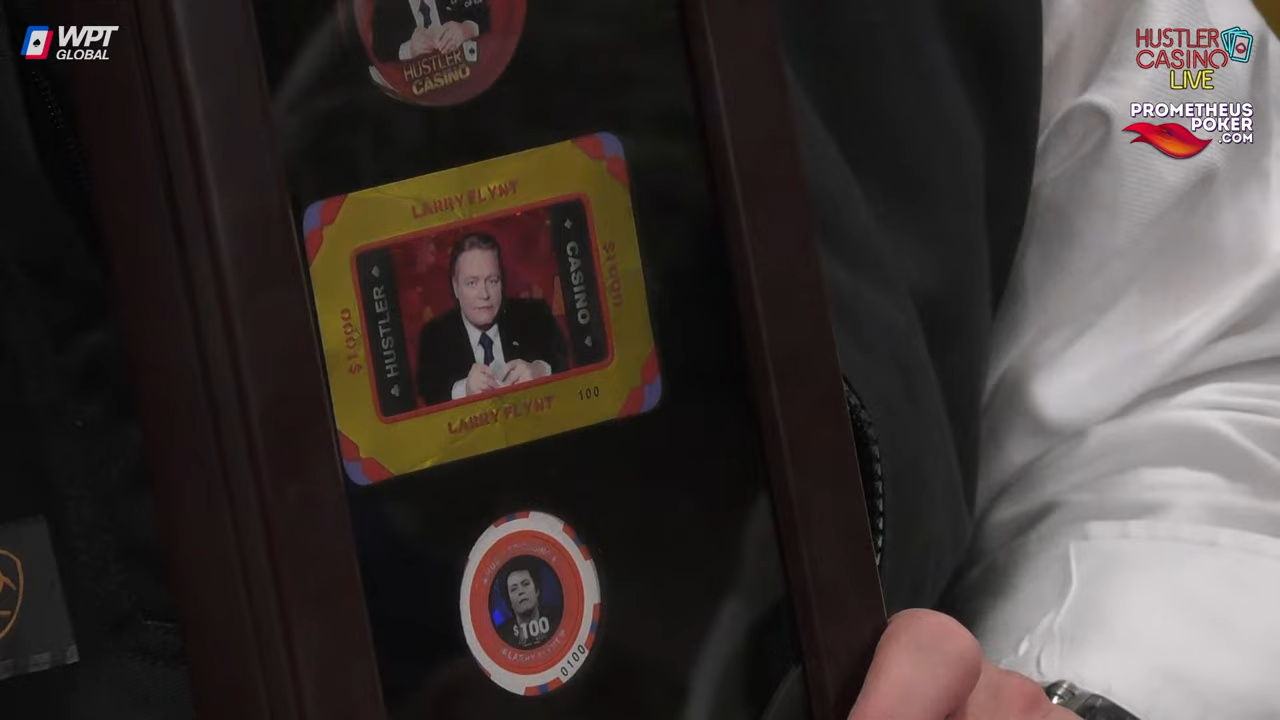 WPT
GLOBAL
HUSTLER
CASINO
LIVE
PROMETHEUS
POKER
.COM
HUSTLER
CASINO
LARRY FLYNT
$1000
HUSTLER
CASINO
$1000
LARRY FLYNT
100
$100
0100